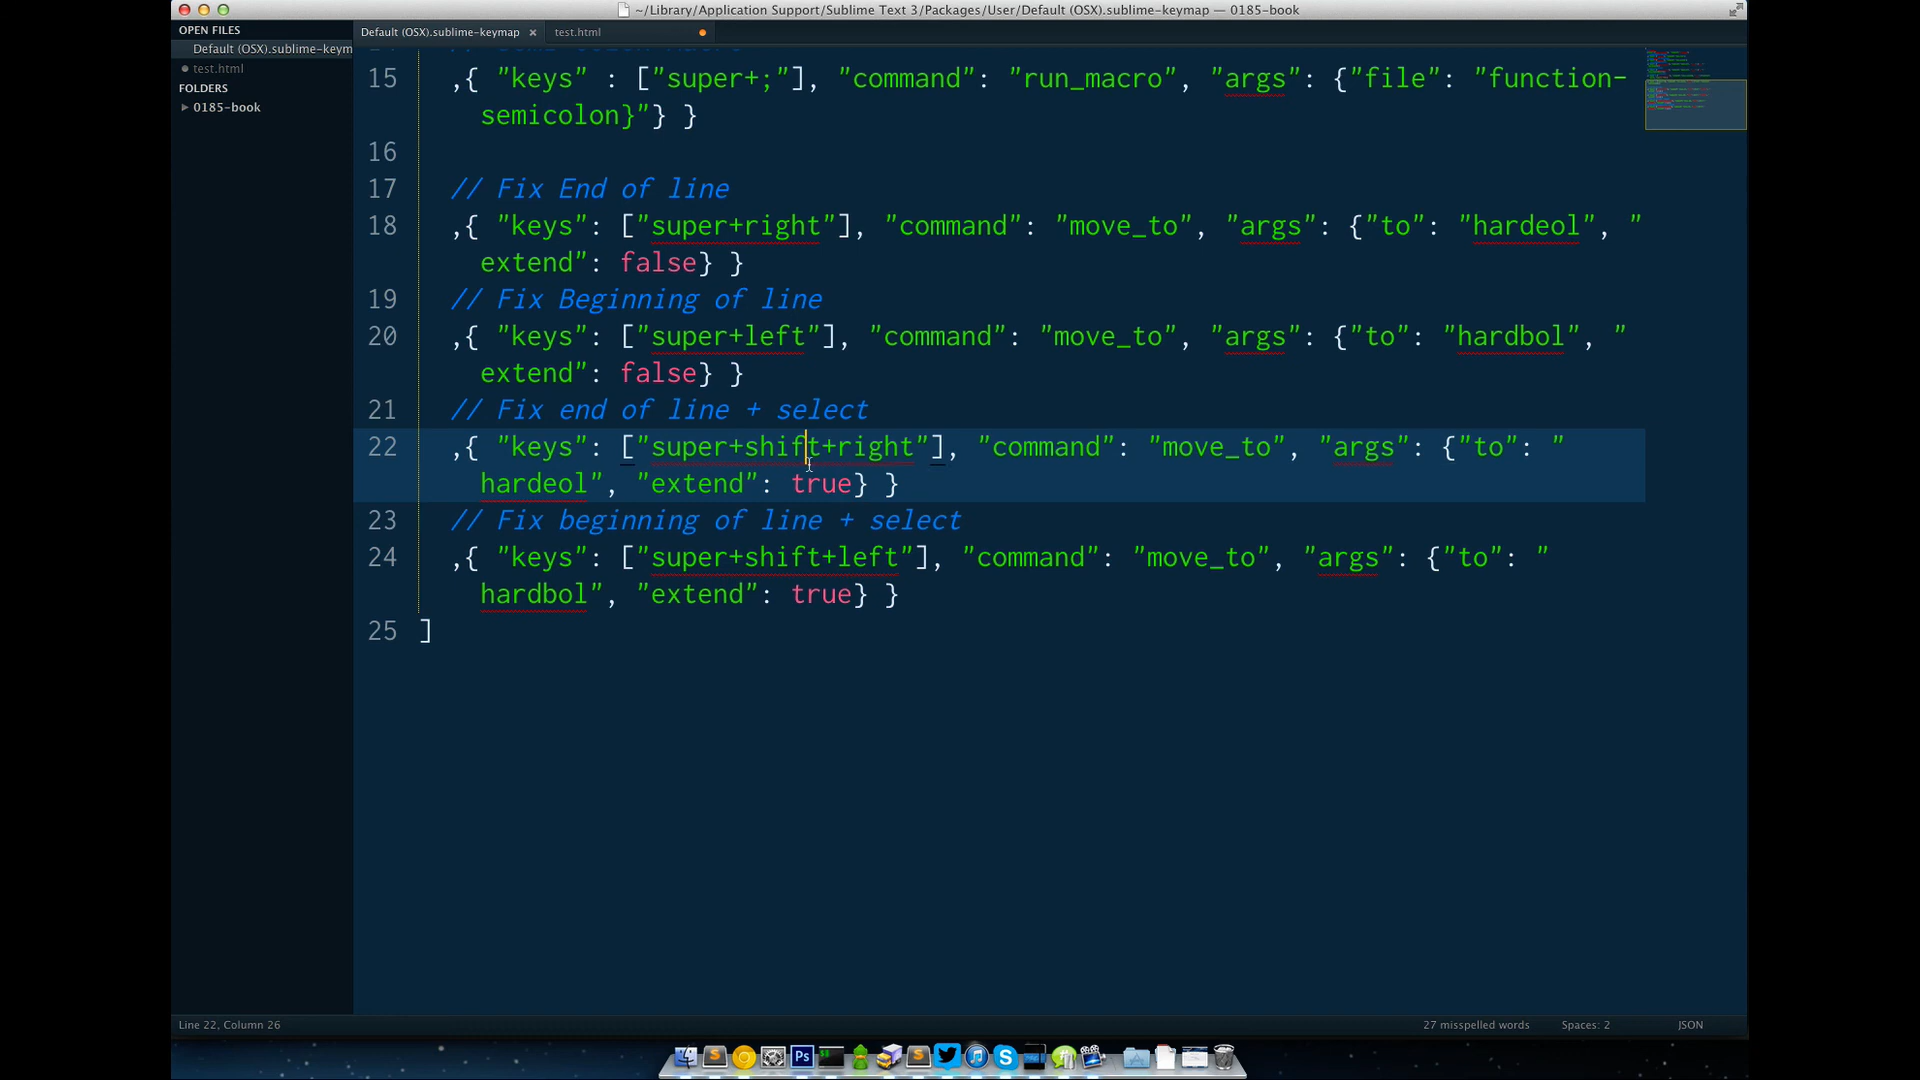 ~/Library/Application Support/Sublime Text 3/Packages/User/Default (OSX).sublime-keymap — 0185-book
OPEN FILES
Default (OSX).sublime-keym
test.html
FOLDERS
0185-book
Default (OSX).sublime-keymap ×
test.html
15 ,{ "keys" : ["super+;"], "command": "run_macro", "args": {"file": "function-
semicolon}"} }
16
17 // Fix End of line
18 ,{ "keys": ["super+right"], "command": "move_to", "args": {"to": "hardeol", "
extend": false} }
19 // Fix Beginning of line
20 ,{ "keys": ["super+left"], "command": "move_to", "args": {"to": "hardbol", "
extend": false} }
21 // Fix end of line + select
22 ,{ "keys": ["super+shift+right"], "command": "move_to", "args": {"to": "
hardeol", "extend": true} }
23 // Fix beginning of line + select
24 ,{ "keys": ["super+shift+left"], "command": "move_to", "args": {"to": "
hardbol", "extend": true} }
25 ]
Line 22, Column 26
27 misspelled words
Spaces: 2
JSON
Ps